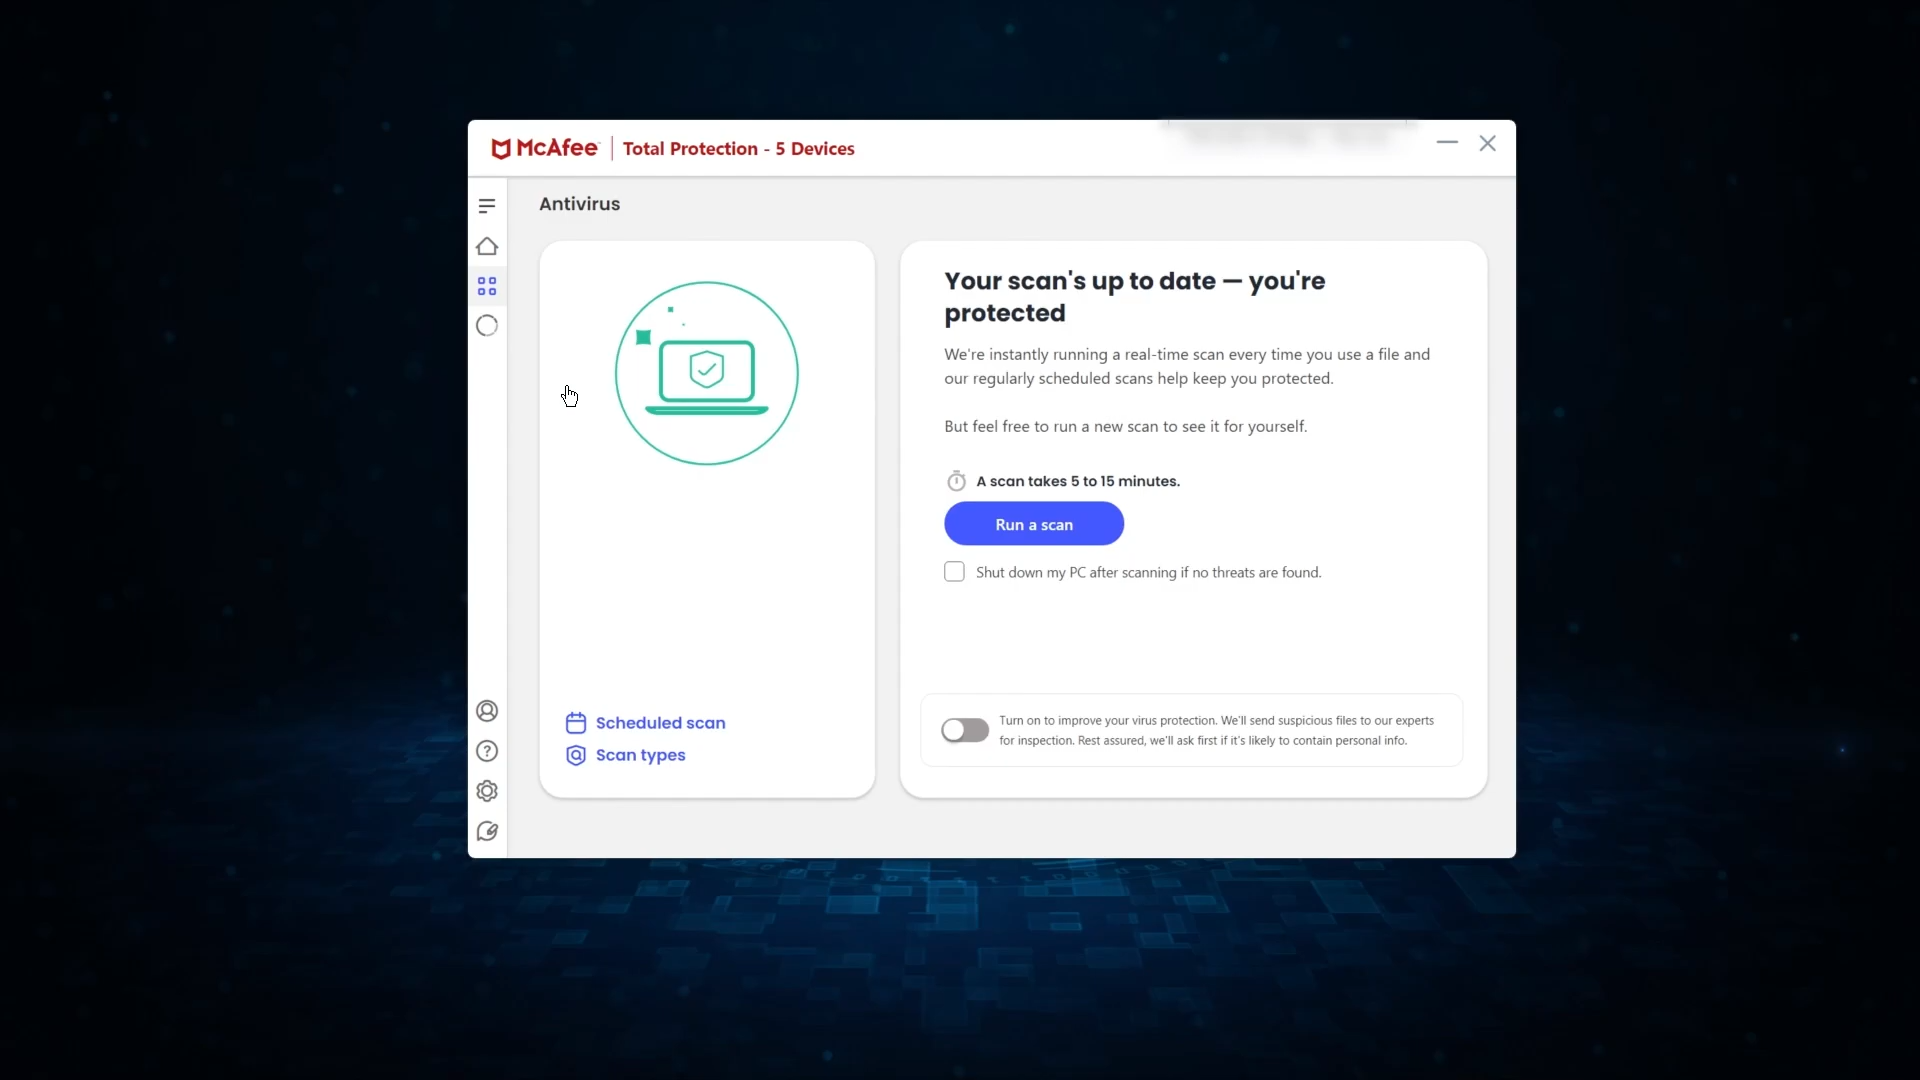 McAfee Total Protection - 5 Devices
Antivirus
Your scan's up to date — you're
protected
We're instantly running a real-time scan every time you use a file and
our regularly scheduled scans help keep you protected.
But feel free to run a new scan to see it for yourself.
A scan takes 5 to 15 minutes.
Run a scan
Shut down my PC after scanning if no threats are found.
Scheduled scan
Scan types
Turn on to improve your virus protection. We'll send suspicious files to our experts
for inspection. Rest assured, we'll ask first if it's likely to contain personal info.